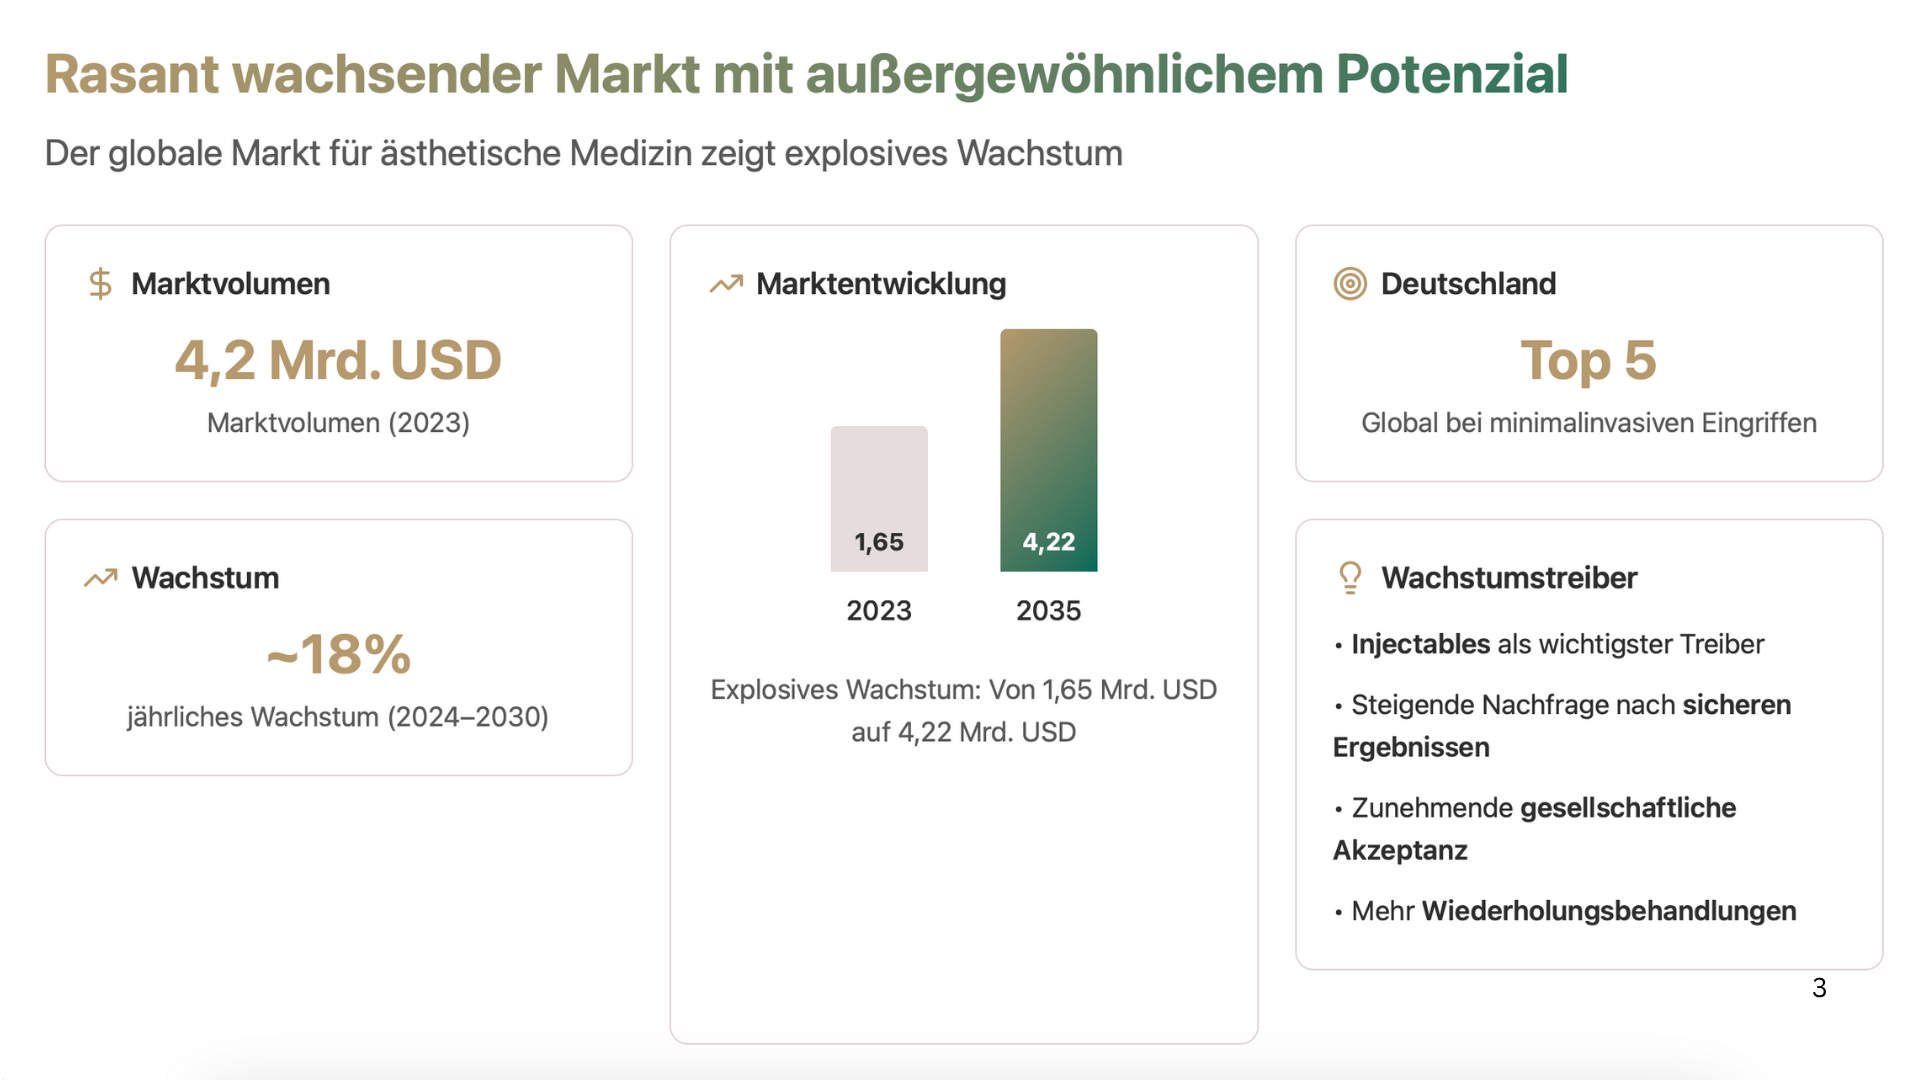 Rasant wachsender Markt mit außergewöhnlichem Potenzial
Der globale Markt für ästhetische Medizin zeigt explosives Wachstum
Marktvolumen
4,2 Mrd. USD
Marktvolumen (2023)
Wachstum
~18%
jährliches Wachstum (2024–2030)
Marktentwicklung
1,65
4,22
2023
2035
Explosives Wachstum: Von 1,65 Mrd. USD
auf 4,22 Mrd. USD
Deutschland
Top 5
Global bei minimalinvasiven Eingriffen
Wachstumstreiber
• Injectables als wichtigster Treiber
• Steigende Nachfrage nach sicheren
Ergebnissen
• Zunehmende gesellschaftliche
Akzeptanz
• Mehr Wiederholungsbehandlungen
3